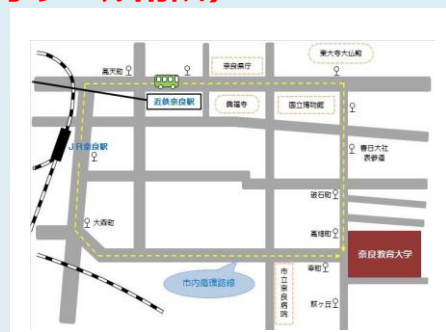 東大寺大仏殿
高天町
奈良県庁
近鉄奈良駅
興福寺
国立博物館
春日大社
表参道
JR奈良駅
破石町
大森町
高畑町
奈良教育大学
幸町
市内循環路線
市立奈良病院
萩ヶ丘